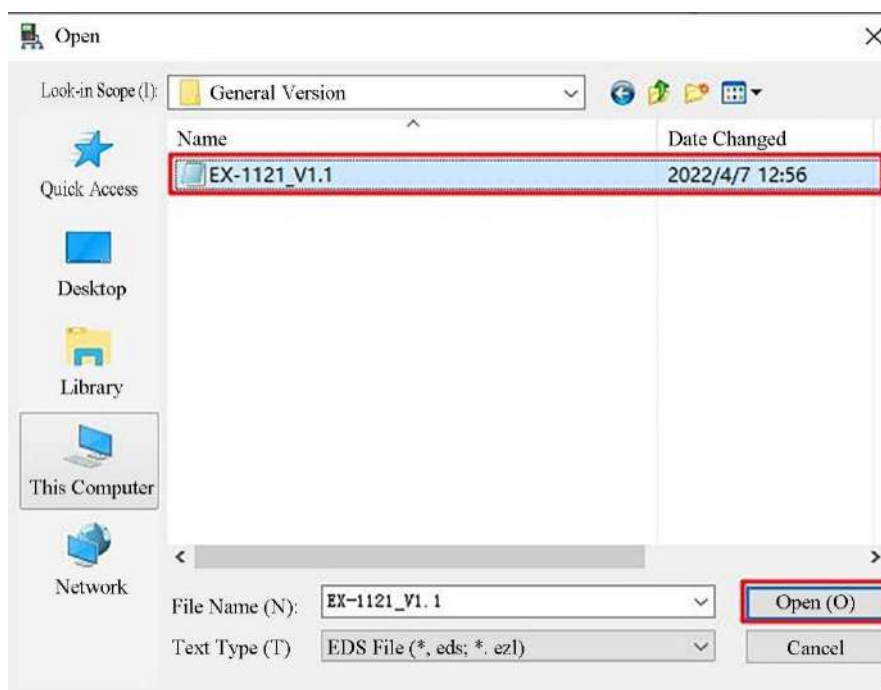 Open
Look-in Scope (I): General Version
Name Date Changed
EX-1121_V1.1 2022/4/7 12:56
Quick Access
Desktop
Library
This Computer
Network
File Name (N): EX-1121_V1.1 Open (O)
Text Type (T) EDS File (*, eds; *. ezl) Cancel